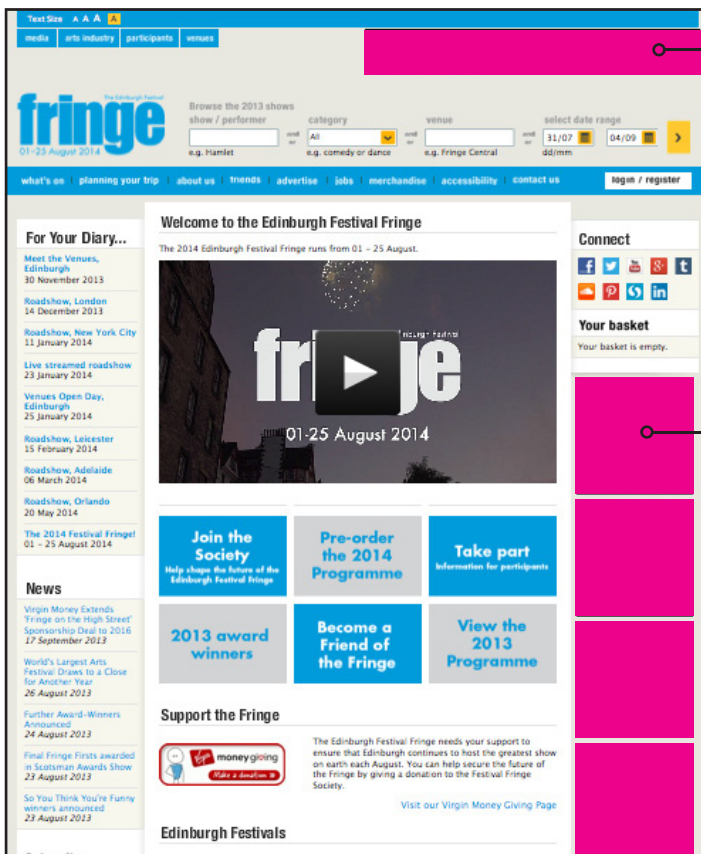 Text Size A A A A
media arts industry participants venues
The Edinburgh Festival
fringe
01-25 August 2014
Browse the 2013 shows
show / performer and or category and or venue and or select date range
All 31/07 04/09
e.g. Hamlet e.g. comedy or dance e.g. Fringe Central dd/mm
what's on planning your trip about us friends advertise jobs merchandise accessibility contact us login / register
For Your Diary...
Meet the Venues,
Edinburgh
30 November 2013
Roadshow, London
14 December 2013
Roadshow, New York City
11 January 2014
Live streamed roadshow
23 January 2014
Venues Open Day,
Edinburgh
25 January 2014
Roadshow, Leicester
15 February 2014
Roadshow, Adelaide
06 March 2014
Roadshow, Orlando
20 May 2014
The 2014 Festival Fringe!
01 - 25 August 2014
News
Virgin Money Extends
'Fringe on the High Street'
Sponsorship Deal to 2016
17 September 2013
World's Largest Arts
Festival Draws to a Close
for Another Year
26 August 2013
Further Award-Winners
Announced
24 August 2013
Final Fringe Firsts awarded
in Scotsman Awards Show
23 August 2013
So You Think You're Funny
winners announced
23 August 2013
Welcome to the Edinburgh Festival Fringe
The 2014 Edinburgh Festival Fringe runs from 01 - 25 August.
01-25 August 2014
Join the
Society
Help shape the future of the
Edinburgh Festival Fringe
Pre-order
the 2014
Programme
Take part
Information for participants
2013 award
winners
Become a
Friend of
the Fringe
View the
2013
Programme
Support the Fringe
Virgin money giving
Make a donation
The Edinburgh Festival Fringe needs your support to
ensure that Edinburgh continues to host the greatest show
on earth each August. You can help secure the future of
the Fringe by giving a donation to the Festival Fringe
Society.
Visit our Virgin Money Giving Page
Edinburgh Festivals
Connect
f You Tube g+ t
P in
Your basket
Your basket is empty.